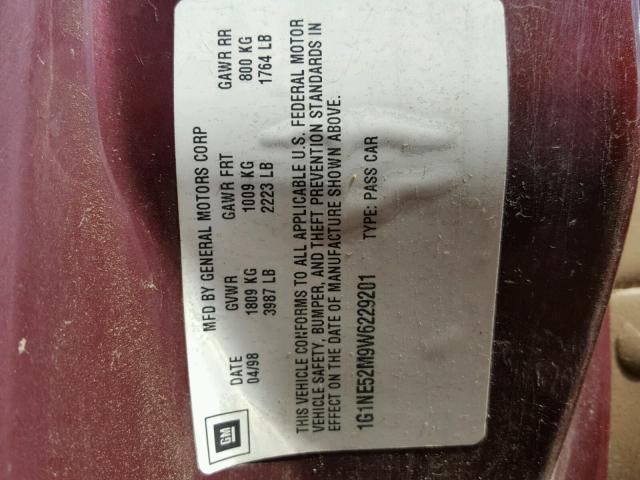 GM
MFD BY GENERAL MOTORS CORP
DATE GVWR GAWR FRT GAWR RR
04/98 1809 KG 1009 KG 800 KG
3987 LB 2223 LB 1764 LB
THIS VEHICLE CONFORMS TO ALL APPLICABLE U.S. FEDERAL MOTOR
VEHICLE SAFETY, BUMPER, AND THEFT PREVENTION STANDARDS IN
EFFECT ON THE DATE OF MANUFACTURE SHOWN ABOVE.
1G1NE52M9W6229201 TYPE: PASS CAR